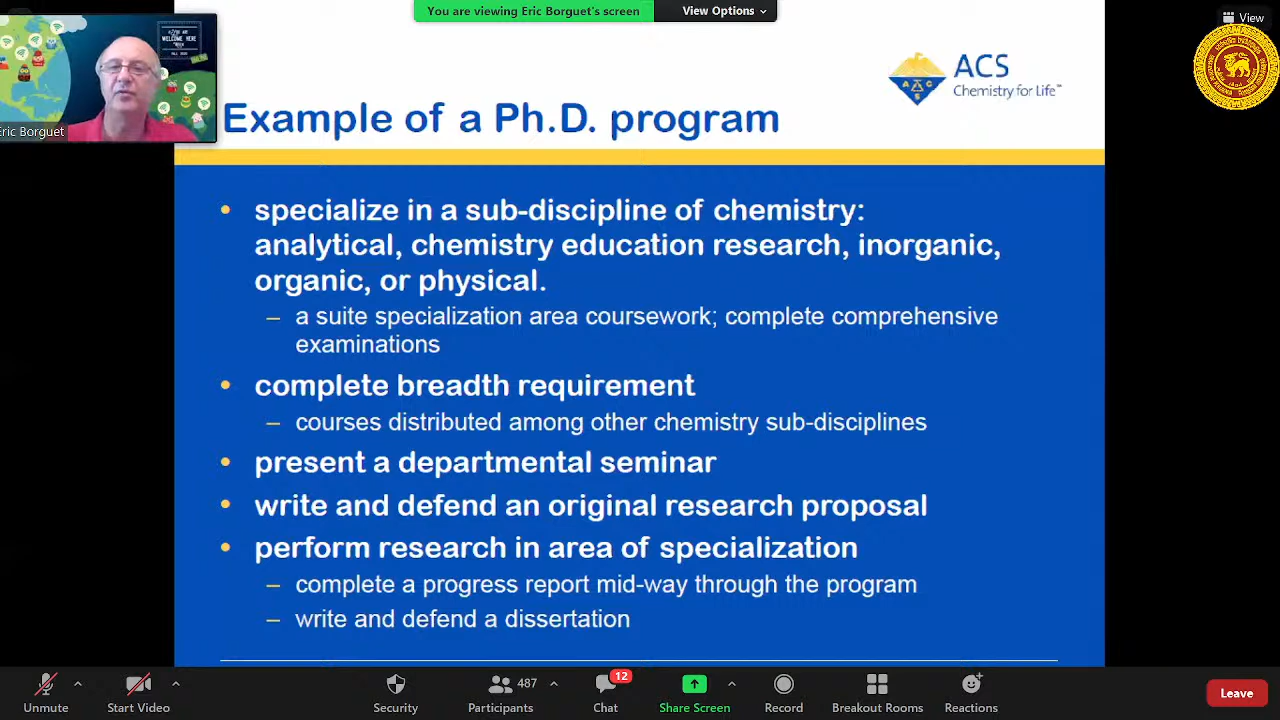 You are viewing Eric Borguet's screen
View Options
View
WELCOME HERE
Eric Borguet
ACS
Chemistry for Life™
Example of a Ph.D. program
• specialize in a sub-discipline of chemistry:
analytical, chemistry education research, inorganic,
organic, or physical.
– a suite specialization area coursework; complete comprehensive
examinations
• complete breadth requirement
– courses distributed among other chemistry sub-disciplines
• present a departmental seminar
• write and defend an original research proposal
• perform research in area of specialization
– complete a progress report mid-way through the program
– write and defend a dissertation
Unmute
Start Video
Security
487
Participants
12
Chat
Share Screen
Record
Breakout Rooms
Reactions
Leave